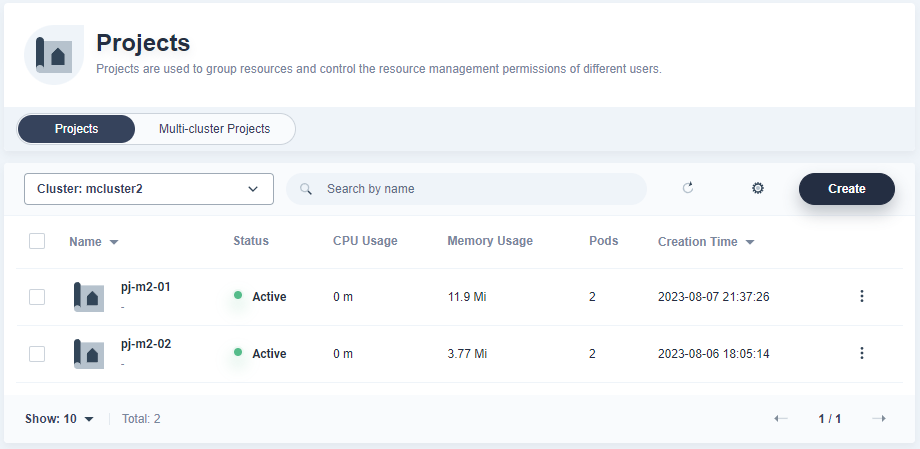 Projects
Projects are used to group resources and control the resource management permissions of different users.
Projects Multi-cluster Projects
Cluster: mcluster2 Search by name Create
Name Status CPU Usage Memory Usage Pods Creation Time
pj-m2-01
- Active 0 m 11.9 Mi 2 2023-08-07 21:37:26
pj-m2-02
- Active 0 m 3.77 Mi 2 2023-08-06 18:05:14
Show: 10 Total: 2 1 / 1